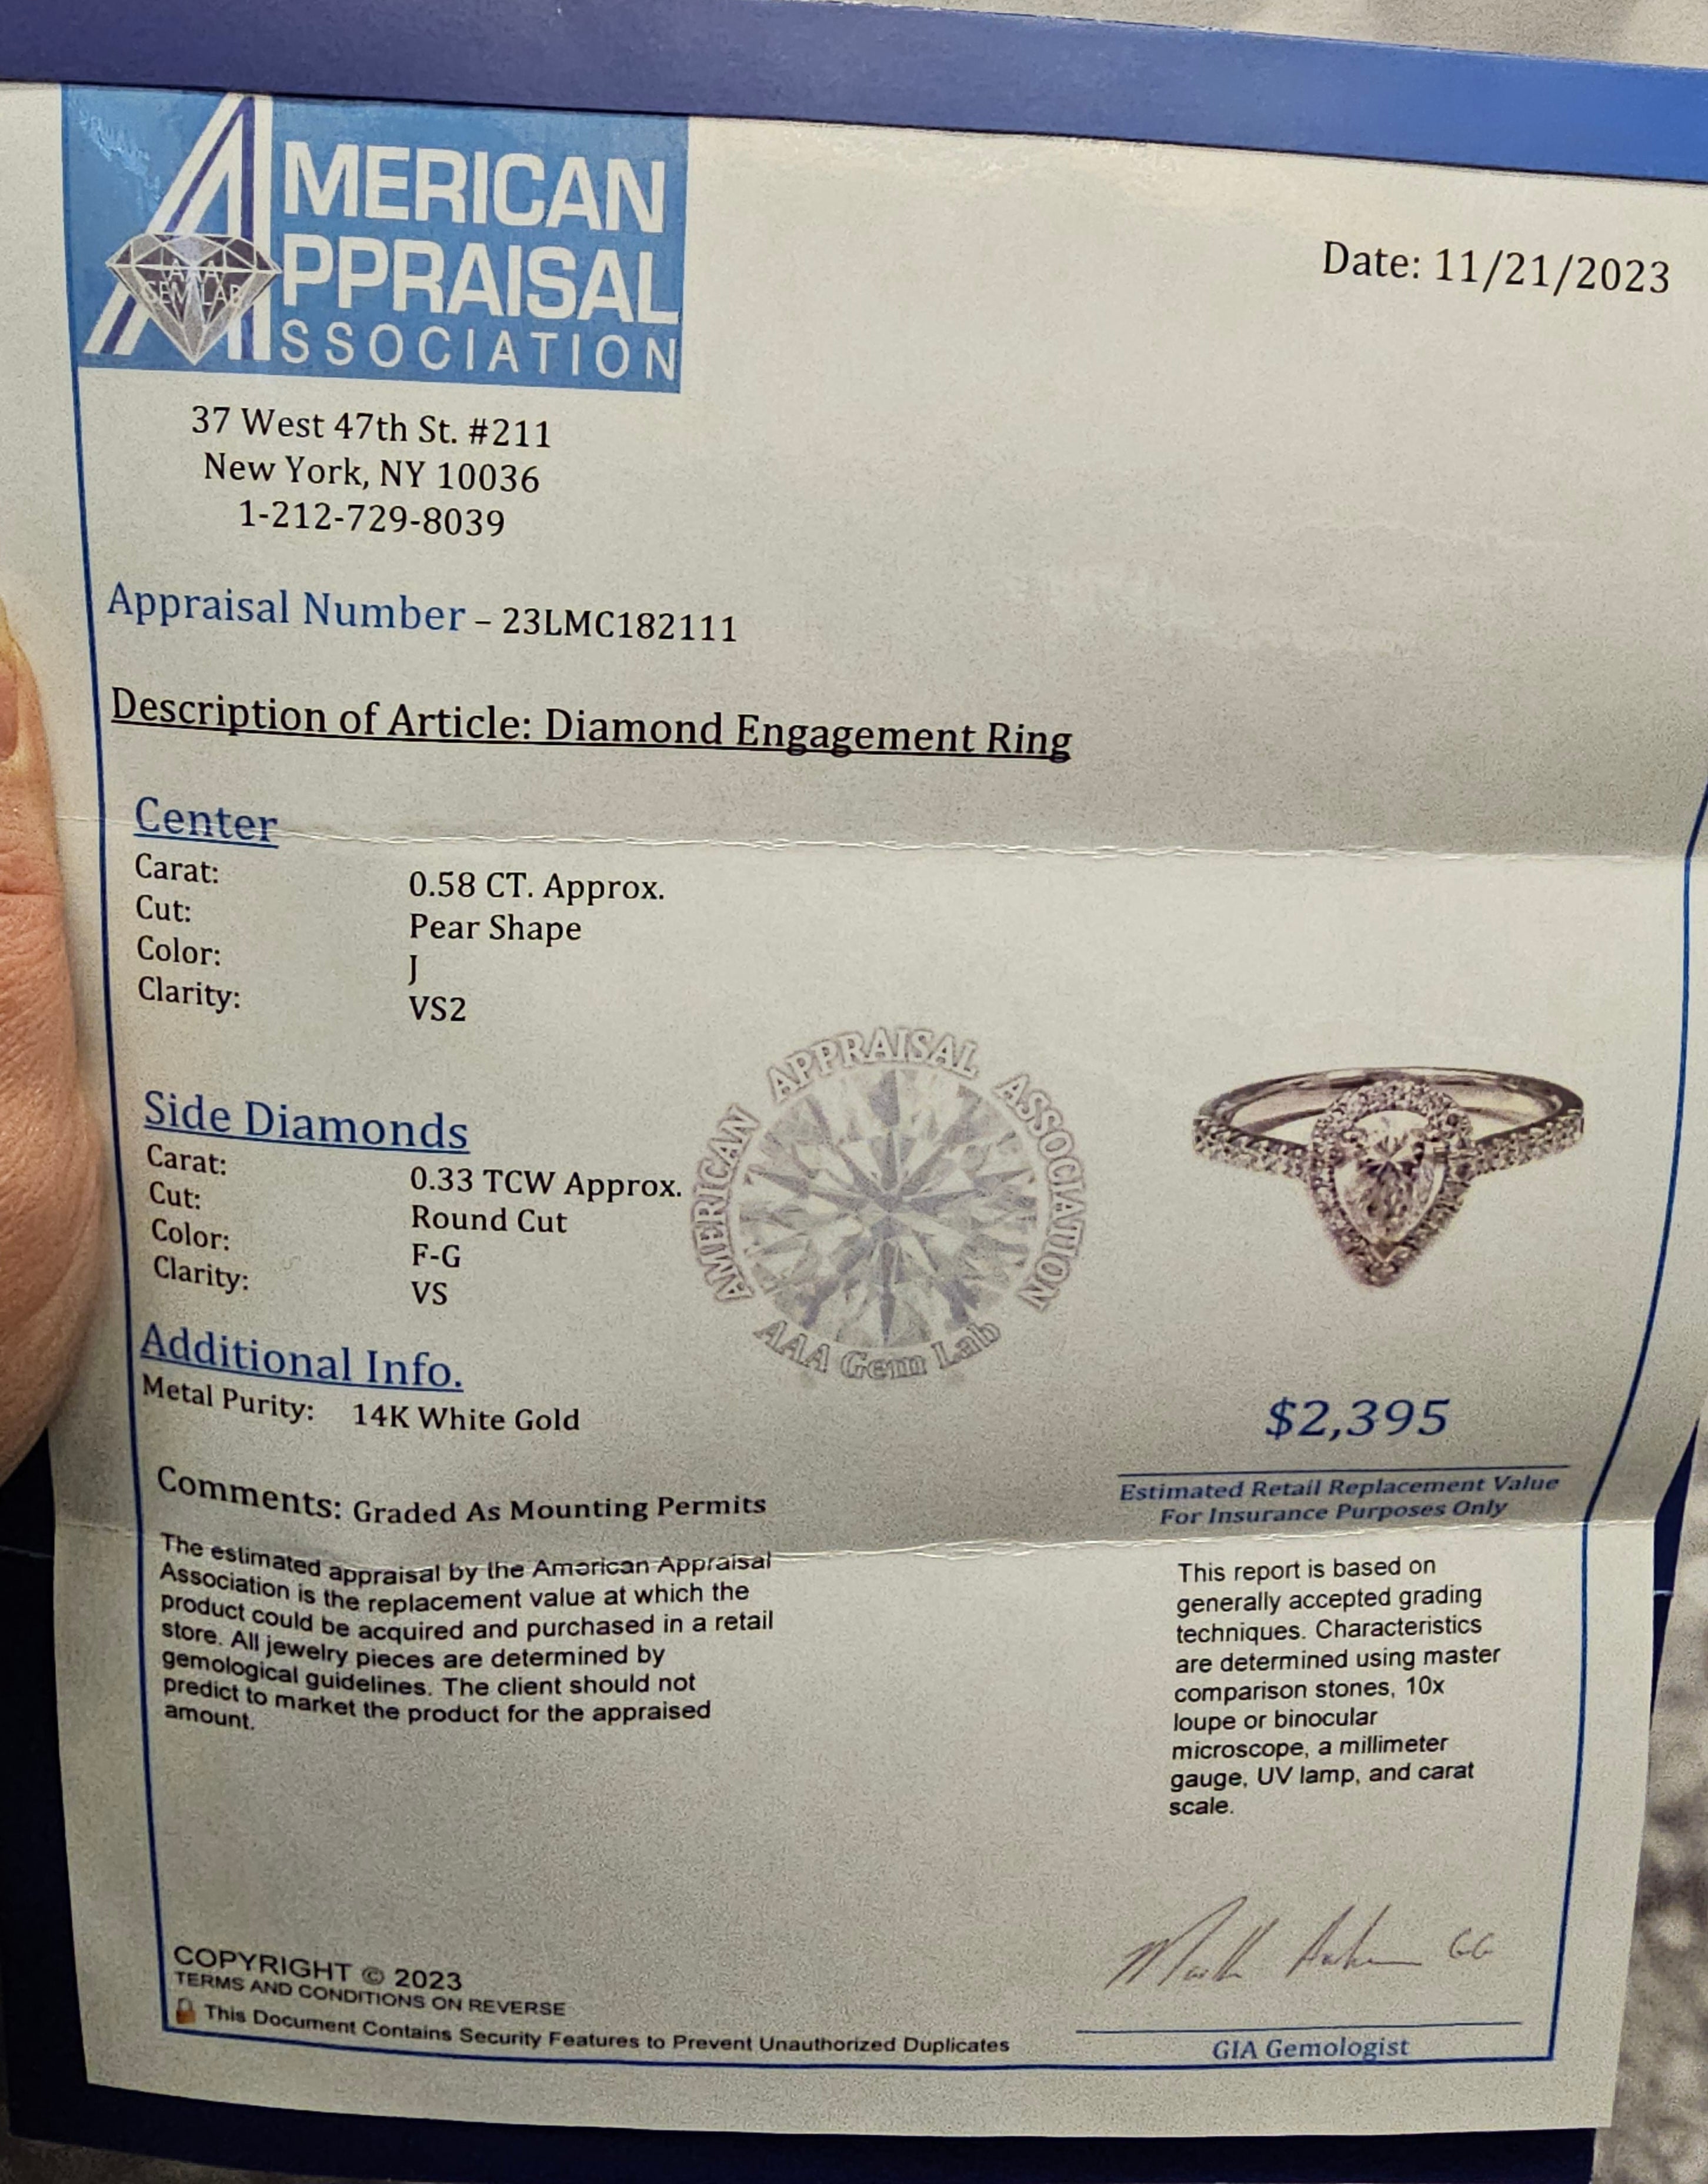 AMERICAN
APPRAISAL
ASSOCIATION
AAA
GEM LAB
Date: 11/21/2023
37 West 47th St. #211
New York, NY 10036
1-212-729-8039
Appraisal Number – 23LMC182111
Description of Article: Diamond Engagement Ring
Center
Carat: 0.58 CT. Approx.
Cut: Pear Shape
Color: J
Clarity: VS2
Side Diamonds
Carat: 0.33 TCW Approx.
Cut: Round Cut
Color: F-G
Clarity: VS
AMERICAN APPRAISAL ASSOCIATION
AAA Gem Lab
Additional Info.
Metal Purity: 14K White Gold
$2,395
Estimated Retail Replacement Value
For Insurance Purposes Only
Comments: Graded As Mounting Permits
The estimated appraisal by the American Appraisal
Association is the replacement value at which the
product could be acquired and purchased in a retail
store. All jewelry pieces are determined by
gemological guidelines. The client should not
predict to market the product for the appraised
amount.
This report is based on
generally accepted grading
techniques. Characteristics
are determined using master
comparison stones, 10x
loupe or binocular
microscope, a millimeter
gauge, UV lamp, and carat
scale.
GG
GIA Gemologist
COPYRIGHT © 2023
TERMS AND CONDITIONS ON REVERSE
This Document Contains Security Features to Prevent Unauthorized Duplicates